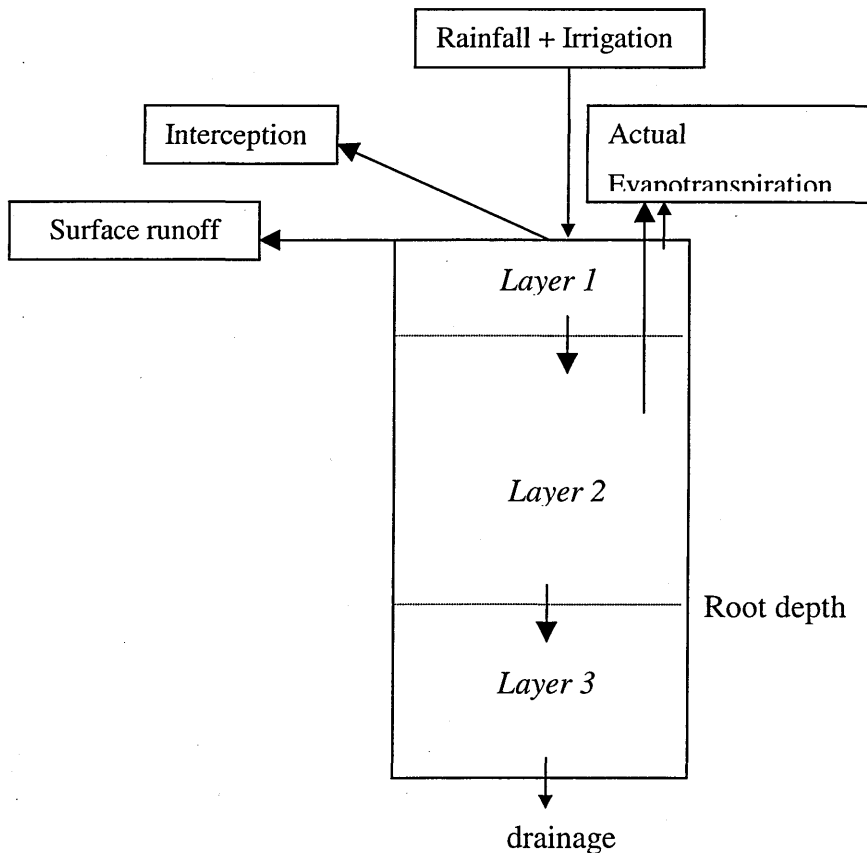 Rainfall + Irrigation
Interception
Actual
Evapotranspiration
Surface runoff
Layer 1
Layer 2
Root depth
Layer 3
drainage